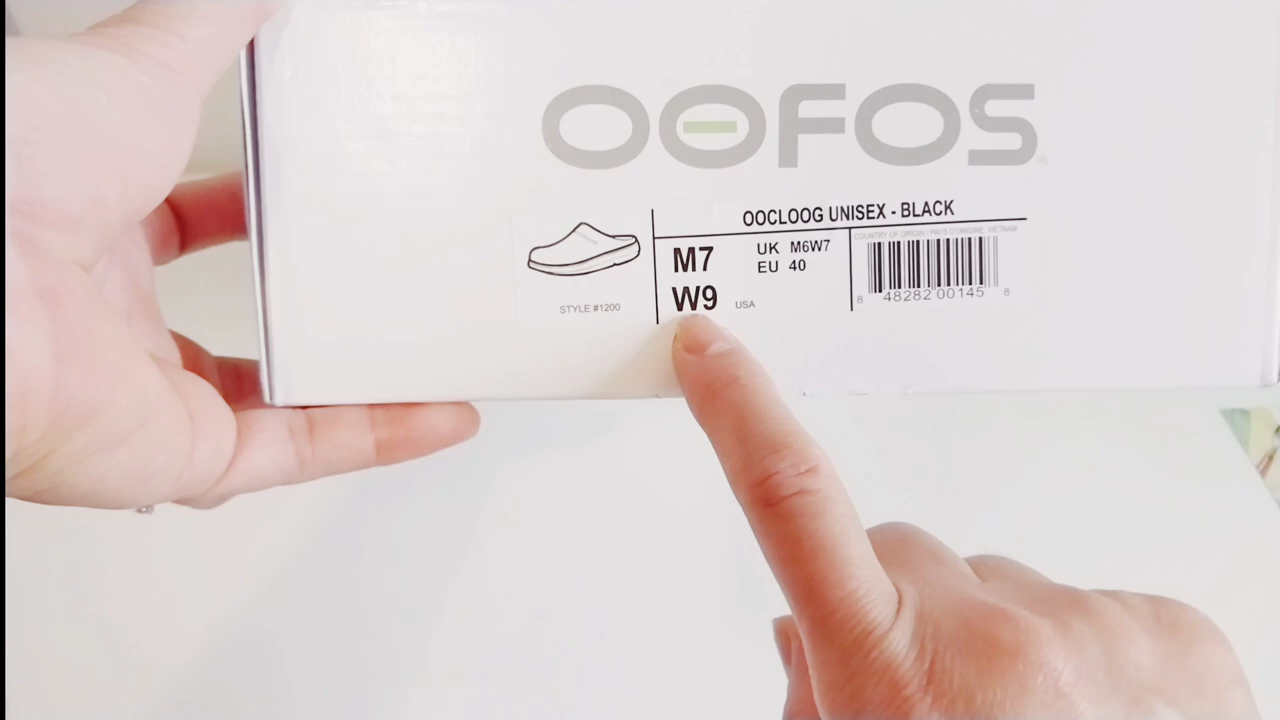 OOFOS
OOCLOOG UNISEX - BLACK
COUNTRY OF ORIGIN - PAYS D'ORIGINE, VIETNAM
M7
UK M6W7
EU 40
W9 USA
STYLE #1200
8 48282 00145 8